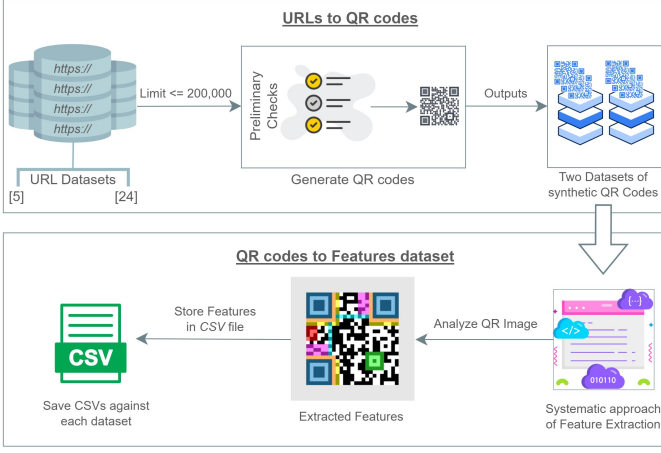 URLs to QR codes
https://
https://
https://
https://
Limit <= 200,000
Preliminary
Checks
Outputs
URL Datasets
[5]
[24]
Generate QR codes
Two Datasets of
synthetic QR Codes
QR codes to Features dataset
Store Features
in CSV file
Analyze QR Image
{...}
</>
010110
CSV
Save CSVs against
each dataset
Extracted Features
Systematic approach
of Feature Extraction